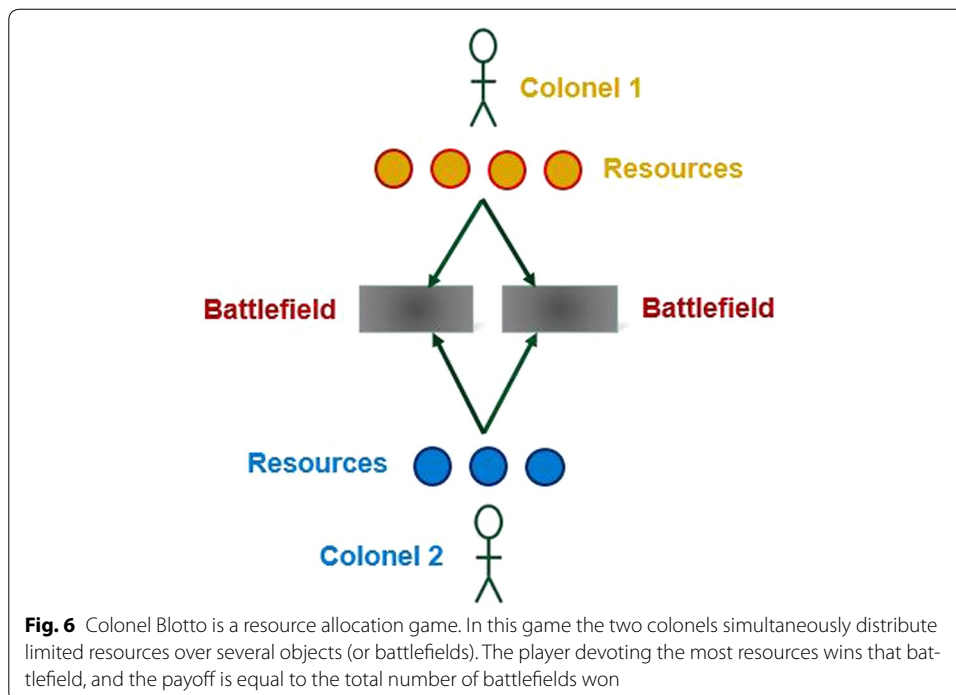 Colonel 1
Resources
Battlefield
Battlefield
Resources
Colonel 2
Fig. 6 Colonel Blotto is a resource allocation game. In this game the two colonels simultaneously distribute
limited resources over several objects (or battlefields). The player devoting the most resources wins that bat-
tlefield, and the payoff is equal to the total number of battlefields won